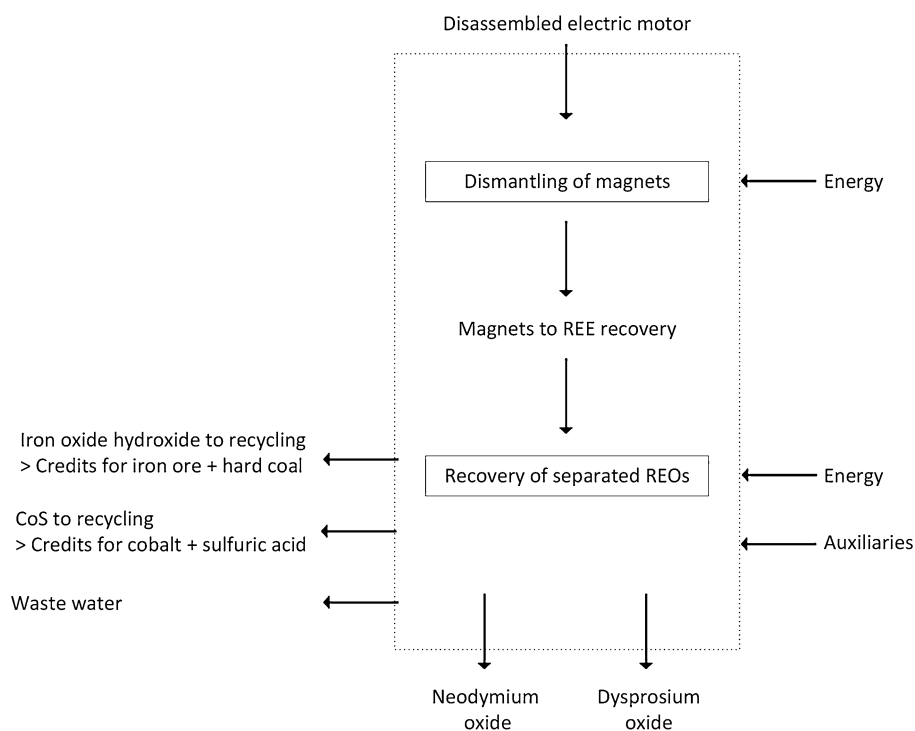 Disassembled electric motor
Dismantling of magnets
Energy
Magnets to REE recovery
Iron oxide hydroxide to recycling
> Credits for iron ore + hard coal
Recovery of separated REOs
Energy
CoS to recycling
> Credits for cobalt + sulfuric acid
Auxiliaries
Waste water
Neodymium
oxide
Dysprosium
oxide